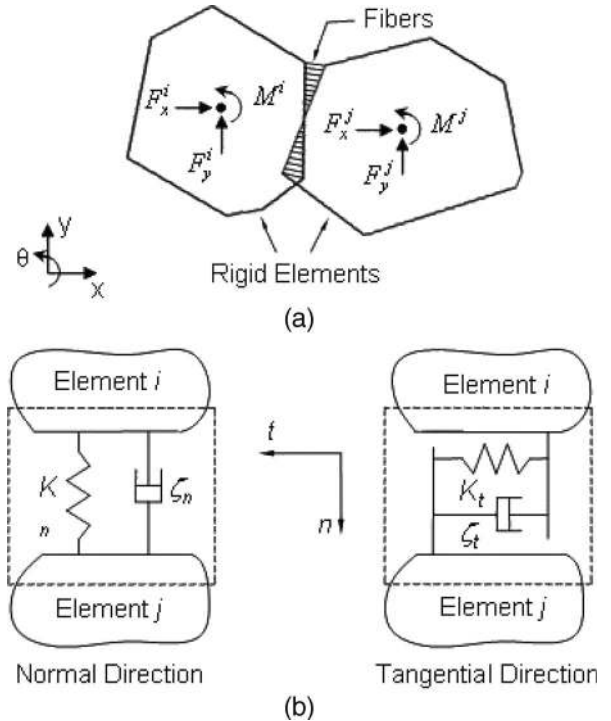 Fibers
F_x^i M^i F_x^j M^j
F_y^i F_y^j
y
θ
x
Rigid Elements
(a)
Element i Element i
t
K ζ_n K_t
n n ζ_t
Element j Element j
Normal Direction Tangential Direction
(b)